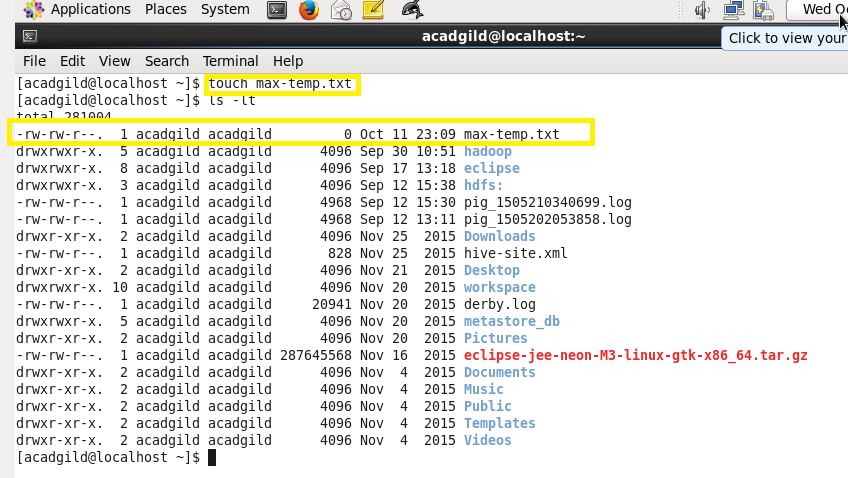 Applications Places System
Wed Oc
acadgild@localhost:~
Click to view your
File Edit View Search Terminal Help
[acadgild@localhost ~]$ touch max-temp.txt
[acadgild@localhost ~]$ ls -lt
total 281004
-rw-rw-r--. 1 acadgild acadgild 0 Oct 11 23:09 max-temp.txt
drwxrwxr-x. 5 acadgild acadgild 4096 Sep 30 10:51 hadoop
drwxrwxr-x. 8 acadgild acadgild 4096 Sep 17 13:18 eclipse
drwxrwxr-x. 3 acadgild acadgild 4096 Sep 12 15:38 hdfs:
-rw-rw-r--. 1 acadgild acadgild 4968 Sep 12 15:30 pig_1505210340699.log
-rw-rw-r--. 1 acadgild acadgild 4968 Sep 12 13:11 pig_1505202053858.log
drwxr-xr-x. 2 acadgild acadgild 4096 Nov 25 2015 Downloads
-rw-rw-r--. 1 acadgild acadgild 828 Nov 25 2015 hive-site.xml
drwxr-xr-x. 2 acadgild acadgild 4096 Nov 21 2015 Desktop
drwxrwxr-x. 10 acadgild acadgild 4096 Nov 20 2015 workspace
-rw-rw-r--. 1 acadgild acadgild 20941 Nov 20 2015 derby.log
drwxrwxr-x. 5 acadgild acadgild 4096 Nov 20 2015 metastore_db
drwxr-xr-x. 2 acadgild acadgild 4096 Nov 20 2015 Pictures
-rw-rw-r--. 1 acadgild acadgild 287645568 Nov 16 2015 eclipse-jee-neon-M3-linux-gtk-x86_64.tar.gz
drwxr-xr-x. 2 acadgild acadgild 4096 Nov 4 2015 Documents
drwxr-xr-x. 2 acadgild acadgild 4096 Nov 4 2015 Music
drwxr-xr-x. 2 acadgild acadgild 4096 Nov 4 2015 Public
drwxr-xr-x. 2 acadgild acadgild 4096 Nov 4 2015 Templates
drwxr-xr-x. 2 acadgild acadgild 4096 Nov 4 2015 Videos
[acadgild@localhost ~]$